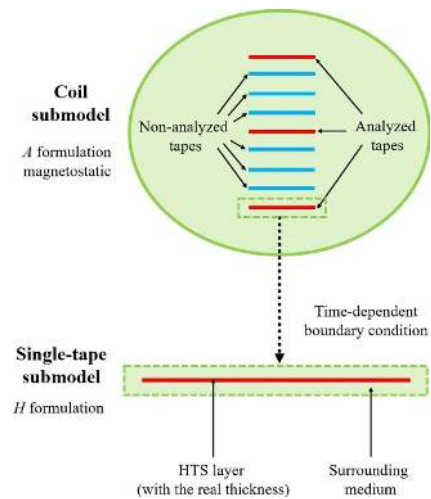 Coil
submodel
A formulation
magnetostatic
Non-analyzed
tapes
Analyzed
tapes
Time-dependent
boundary condition
Single-tape
submodel
H formulation
HTS layer
(with the real thickness)
Surrounding
medium